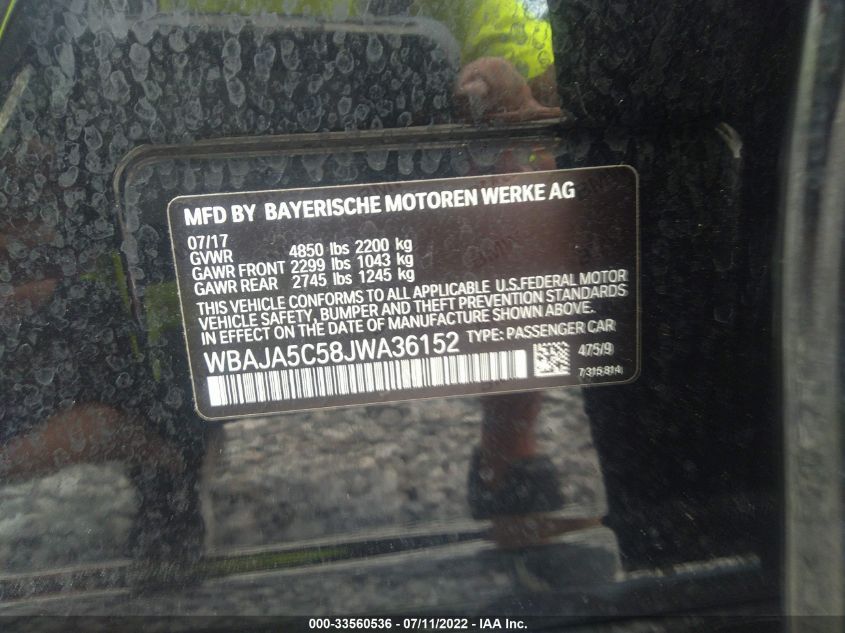 MFD BY BAYERISCHE MOTOREN WERKE AG
07/17
GVWR 4850 lbs 2200 kg
GAWR FRONT 2299 lbs 1043 kg
GAWR REAR 2745 lbs 1245 kg
THIS VEHICLE CONFORMS TO ALL APPLICABLE U.S.FEDERAL MOTOR
VEHICLE SAFETY, BUMPER AND THEFT PREVENTION STANDARDS
IN EFFECT ON THE DATE OF MANUFACTURE SHOWN ABOVE.
WBAJA5C58JWA36152 TYPE: PASSENGER CAR
475/9
7315814
000-33560536 - 07/11/2022 - IAA Inc.